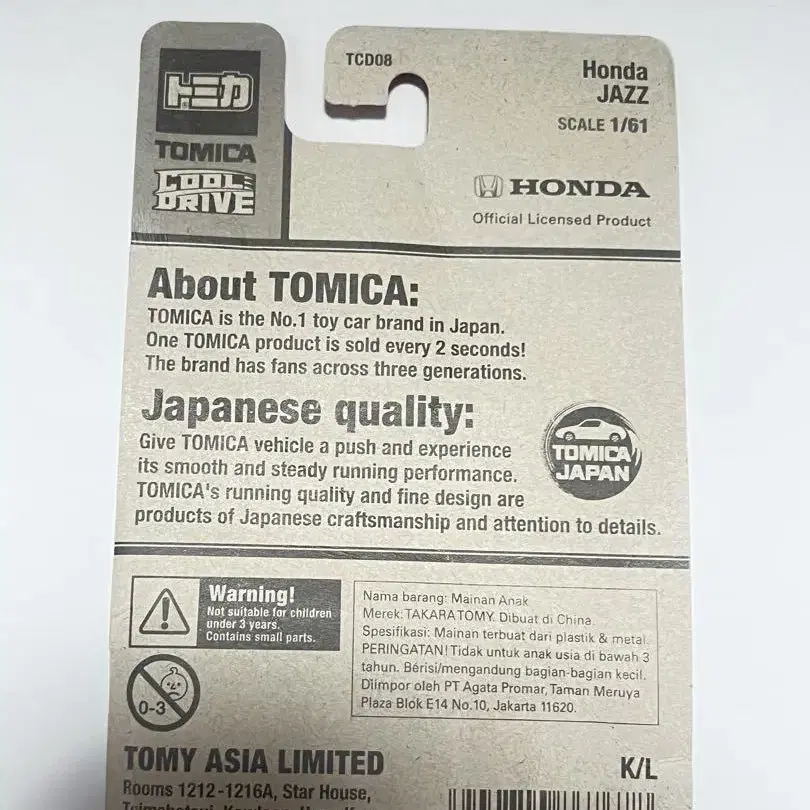 TCD08
Honda
JAZZ
SCALE 1/61
トミカ
TOMICA
COOL
DRIVE
HONDA
Official Licensed Product
About TOMICA:
TOMICA is the No.1 toy car brand in Japan.
One TOMICA product is sold every 2 seconds!
The brand has fans across three generations.
Japanese quality:
Give TOMICA vehicle a push and experience
its smooth and steady running performance.
TOMICA's running quality and fine design are
products of Japanese craftsmanship and attention to details.
TOMICA
JAPAN
Warning!
Not suitable for children
under 3 years.
Contains small parts.
0-3
Nama barang: Mainan Anak
Merek: TAKARATOMY. Dibuat di China
Spesifikasi: Mainan terbuat dari plastik & metal.
PERINGATAN! Tidak untuk anak usia di bawah 3
tahun. Berisi/mengandung bagian-bagian kecil.
Diimpor oleh PT Agata Promar, Taman Meruya
Plaza Blok E14 No.10, Jakarta 11620.
TOMY ASIA LIMITED
K/L
Rooms 1212-1216A, Star House,